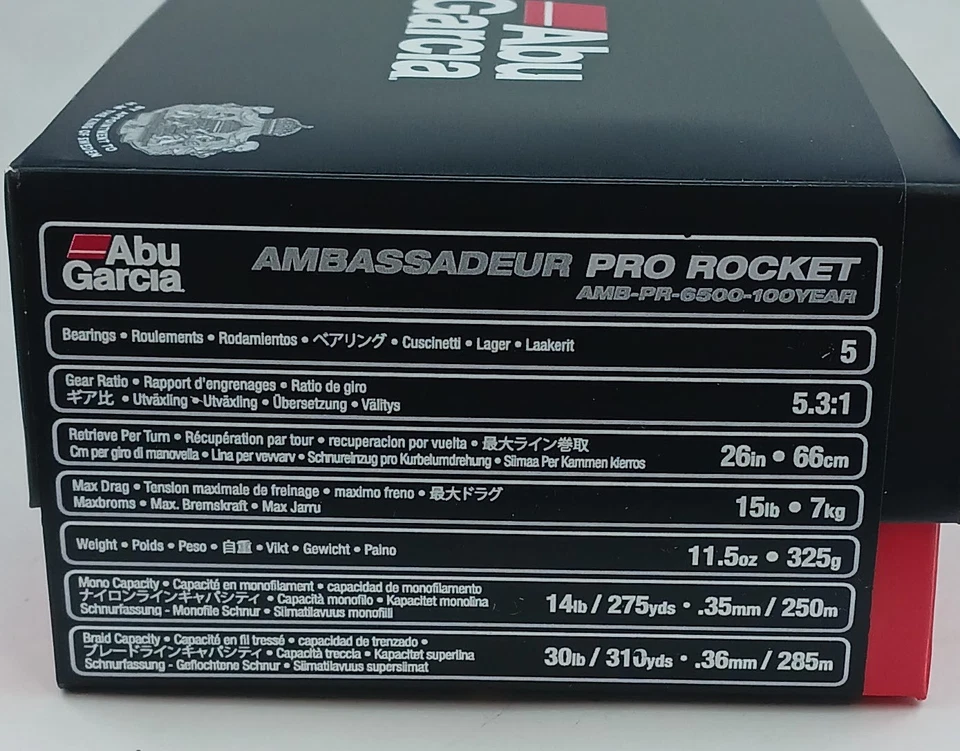 Abu
Garcia
BY APPOINTMENT TO
H.M. THE KING OF SWEDEN
Abu
Garcia
AMBASSADEUR PRO ROCKET
AMB-PR-6500-100YEAR
Bearings • Roulements • Rodamientos • ベアリング • Cuscinetti • Lager • Laakerit
5
Gear Ratio • Rapport d'engrenages • Ratio de giro
ギア比 • Utväxling • Utväxling • Übersetzung • Välitys
5.3:1
Retrieve Per Turn • Récupération par tour • recuperacion por vuelta • 最大ライン巻取
Cm per giro di manovella • Lina per vevvarv • Schnureinzug pro Kurbelumdrehung • Siimaa Per Kammen kierros
26in • 66cm
Max Drag • Tension maximale de freinage • maximo freno • 最大ドラグ
Maxbroms • Max. Bremskraft • Max Jarru
15lb • 7kg
Weight • Poids • Peso • 自重 • Vikt • Gewicht • Paino
11.5oz • 325g
Mono Capacity • Capacité en monofilament • capacidad de monofilamento
ナイロンラインキャパシティ • Capacità monofilo • Kapacitet monolina
Schnurfassung - Monofile Schnur • Siimatilavuus monofiili
14lb / 275yds • .35mm / 250m
Braid Capacity • Capacité en fil tressé • capacidad de trenzado •
ブレードラインキャパシティ • Capacità treccia • Kapacitet superlina
Schnurfassung - Geflochtene Schnur • Siimatilavuus supersiimat
30lb / 310yds • .36mm / 285m